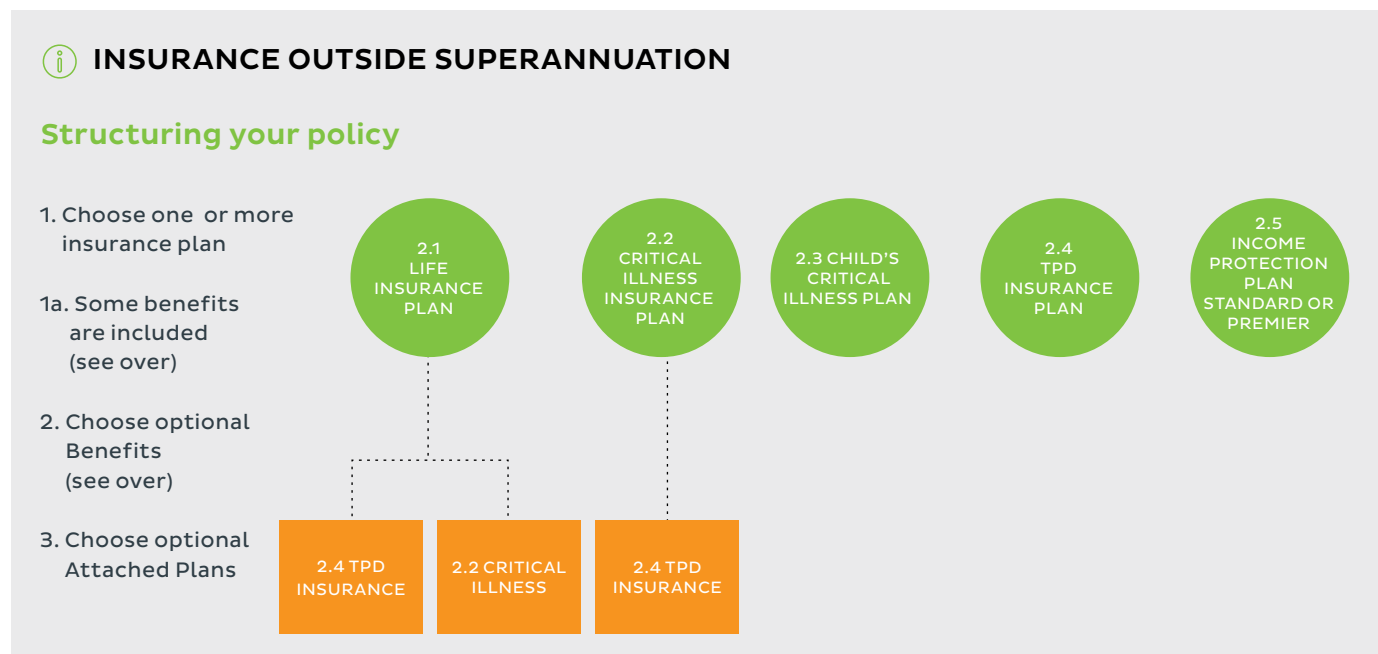 INSURANCE OUTSIDE SUPERANNUATION
Structuring your policy
1. Choose one or more
insurance plan
1a. Some benefits
are included
(see over)
2. Choose optional
Benefits
(see over)
3. Choose optional
Attached Plans
2.1
LIFE
INSURANCE
PLAN
2.2
CRITICAL
ILLNESS
INSURANCE
PLAN
2.3 CHILD'S
CRITICAL
ILLNESS PLAN
2.4
TPD
INSURANCE
PLAN
2.5
INCOME
PROTECTION
PLAN
STANDARD OR
PREMIER
2.4 TPD
INSURANCE
2.2 CRITICAL
ILLNESS
2.4 TPD
INSURANCE